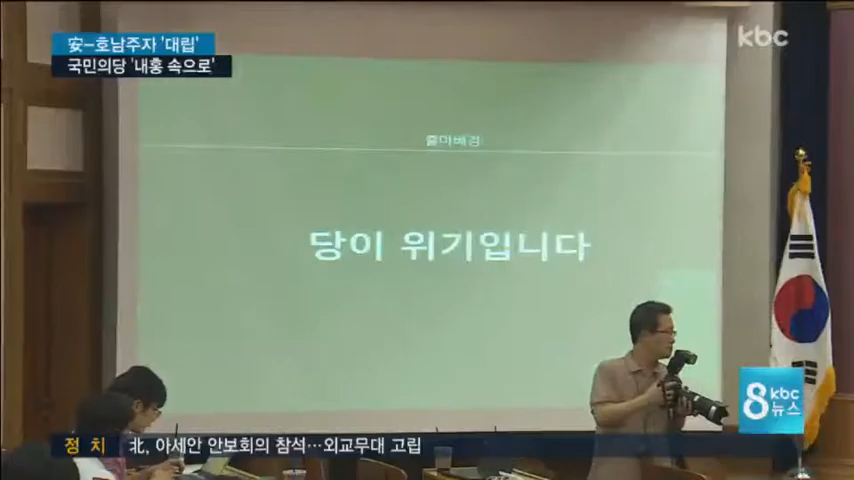 安-호남주자 '대립'
국민의당 '내홍 속으로'
kbc
출마배경
당이 위기입니다
8 kbc 뉴스
정 치
北, 아세안 안보회의 참석…외교무대 고립